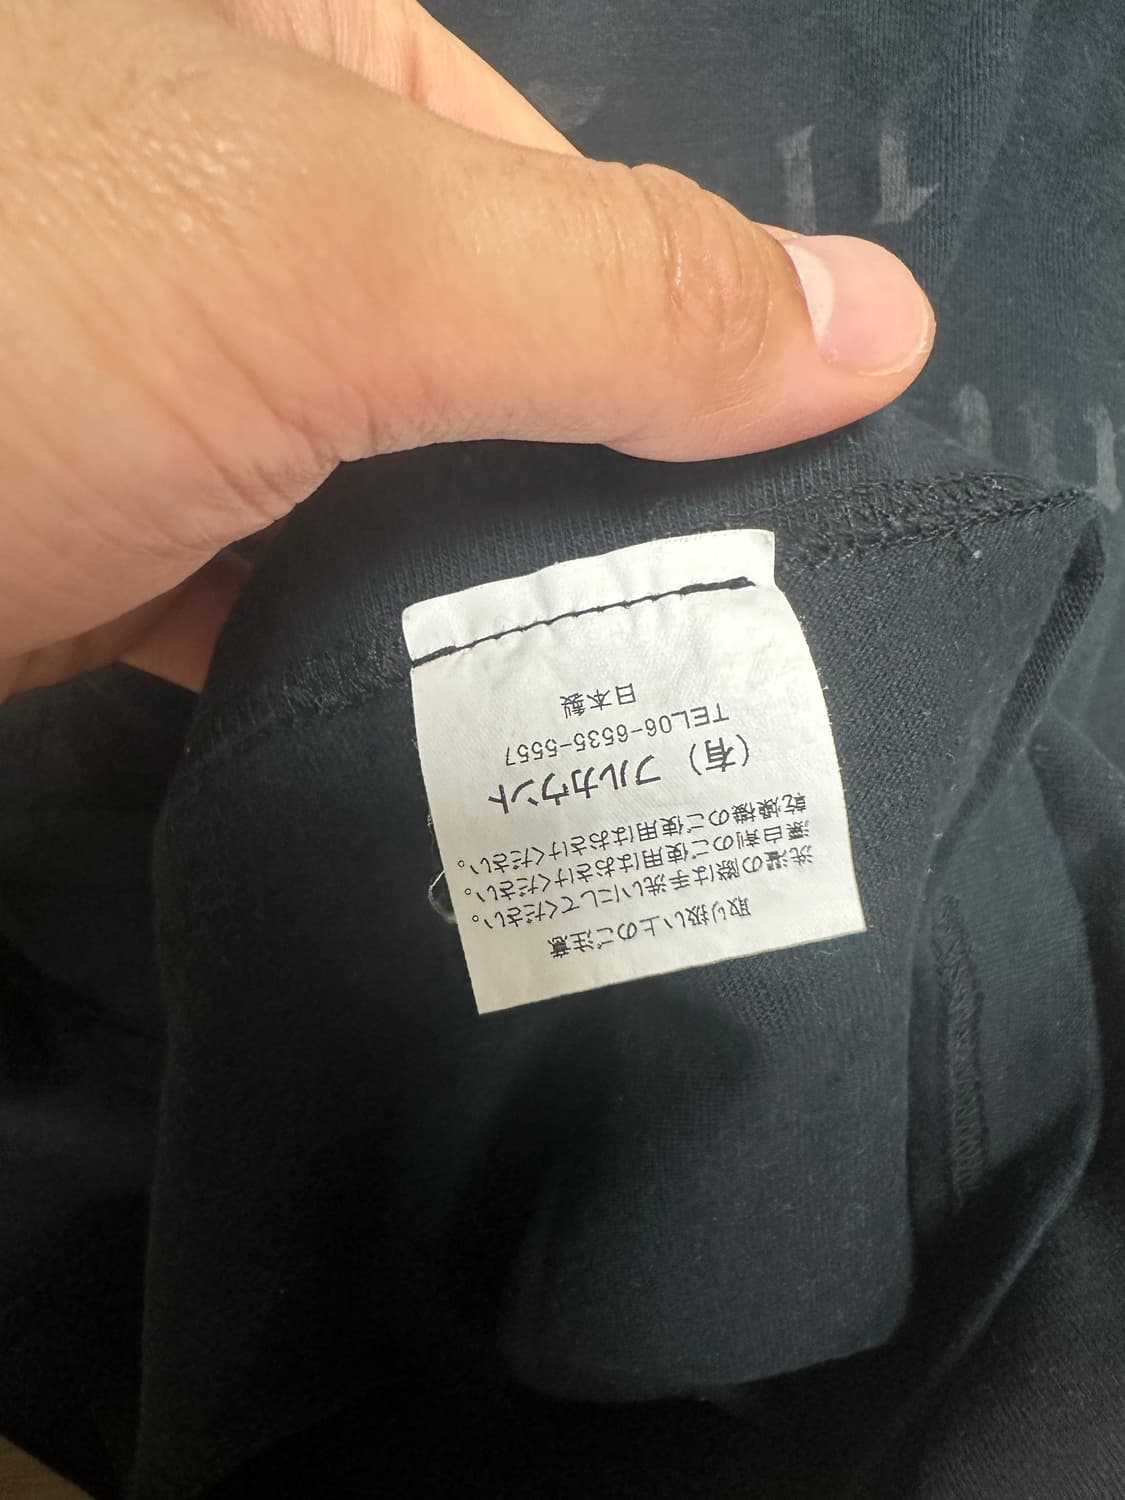 取り扱い上のご注意
洗濯の際は手洗いにしてください。
漂白剤のご使用はおさけください。
乾燥機のご使用はおさけください。
（有）フルカウント
TEL06-6535-5557
日本製